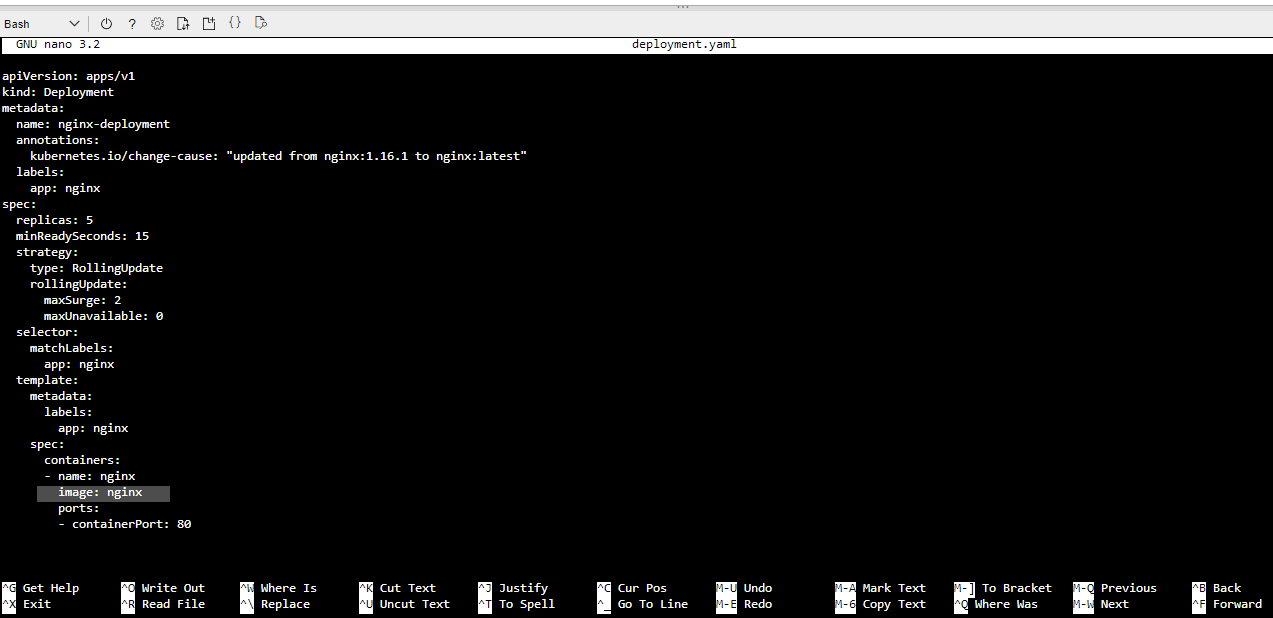 Bash
GNU nano 3.2 deployment.yaml
apiVersion: apps/v1
kind: Deployment
metadata:
  name: nginx-deployment
  annotations:
    kubernetes.io/change-cause: "updated from nginx:1.16.1 to nginx:latest"
  labels:
    app: nginx
spec:
  replicas: 5
  minReadySeconds: 15
  strategy:
    type: RollingUpdate
    rollingUpdate:
      maxSurge: 2
      maxUnavailable: 0
  selector:
    matchLabels:
      app: nginx
  template:
    metadata:
      labels:
        app: nginx
    spec:
      containers:
      - name: nginx
        image: nginx
        ports:
        - containerPort: 80
^G Get Help ^O Write Out ^W Where Is ^K Cut Text ^J Justify ^C Cur Pos M-U Undo M-A Mark Text M-] To Bracket M-Q Previous ^B Back
^X Exit ^R Read File ^\ Replace ^U Uncut Text ^T To Spell ^_ Go To Line M-E Redo M-6 Copy Text ^Q Where Was M-W Next ^F Forward